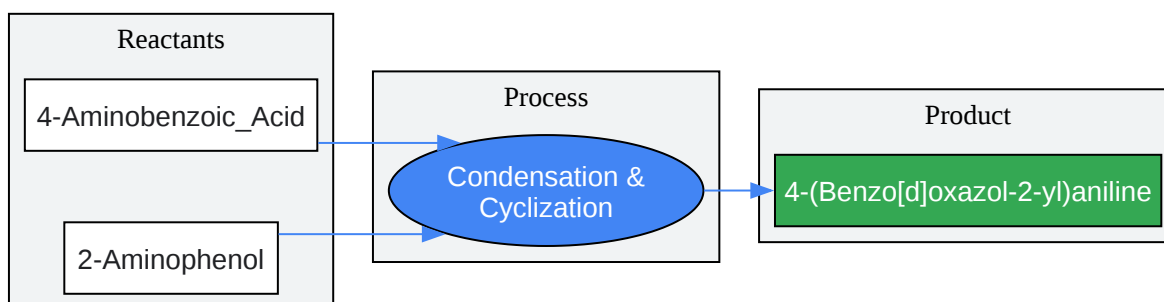 Reactants
4-Aminobenzoic_Acid
2-Aminophenol
Process
Condensation &
Cyclization
Product
4-(Benzo[d]oxazol-2-yl)aniline